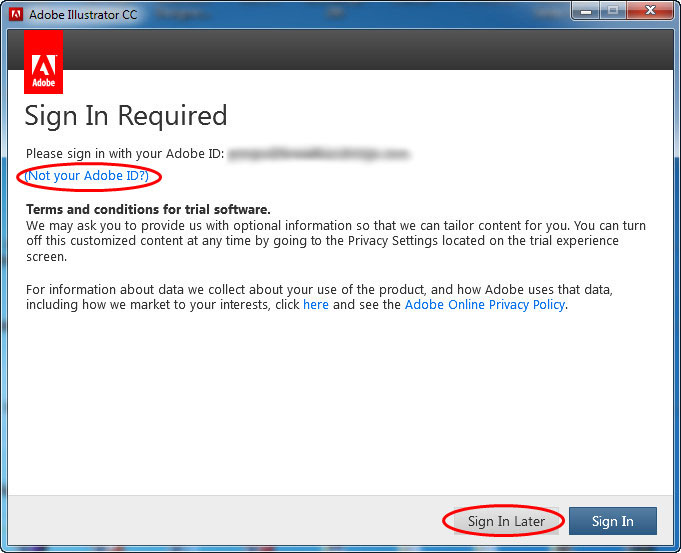 Adobe Illustrator CC
Adobe
Sign In Required
Please sign in with your Adobe ID:
(Not your Adobe ID?)
Terms and conditions for trial software.
We may ask you to provide us with optional information so that we can tailor content for you. You can turn
off this customized content at any time by going to the Privacy Settings located on the trial experience
screen.
For information about data we collect about your use of the product, and how Adobe uses that data,
including how we market to your interests, click here and see the Adobe Online Privacy Policy.
Sign In Later
Sign In